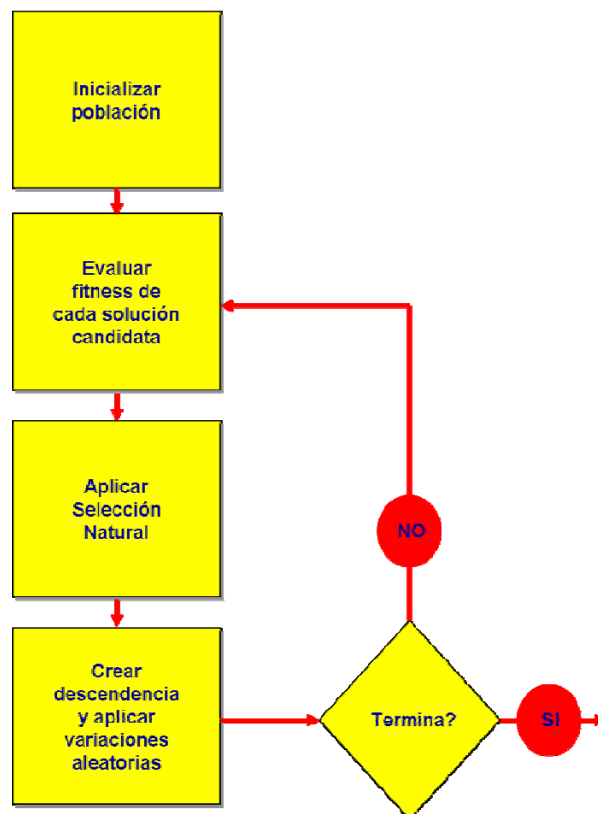 Inicializar
población
Evaluar
fitness de
cada solución
candidata
Aplicar
Selección
Natural
Crear
descendencia
y aplicar
variaciones
aleatorias
NO
Termina?
SI